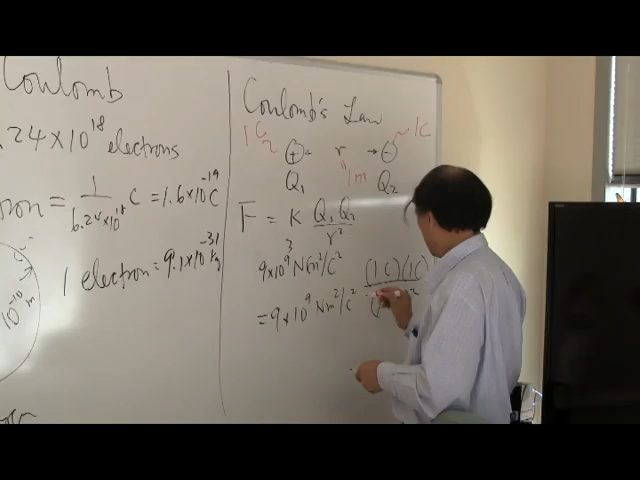 Coulomb
.24×10^18 electrons
= 1/(6.24×10^18) C = 1.6×10^-19 C
1 electron = 9.1×10^-31 kg
10^-10 m
Coulomb's Law
1C 1C
+ r -
Q1 1m Q2
F = K Q1 Q2 / r²
9×10^9 Nm²/C² (1C)(1C)
= 9×10^9 Nm²/C²